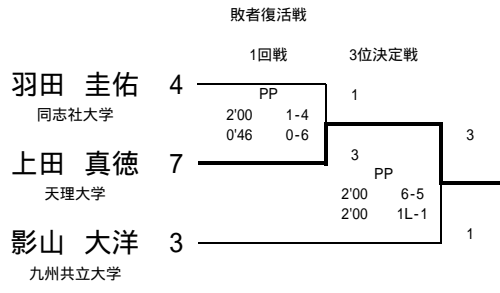 敗者復活戦
1回戦 3位決定戦
羽田 圭佑 4
同志社大学
PP
2'00 1-4
0'46 0-6
1
上田 真徳 7
天理大学
3
PP
2'00 6-5
2'00 1L-1
3
影山 大洋 3
九州共立大学
1